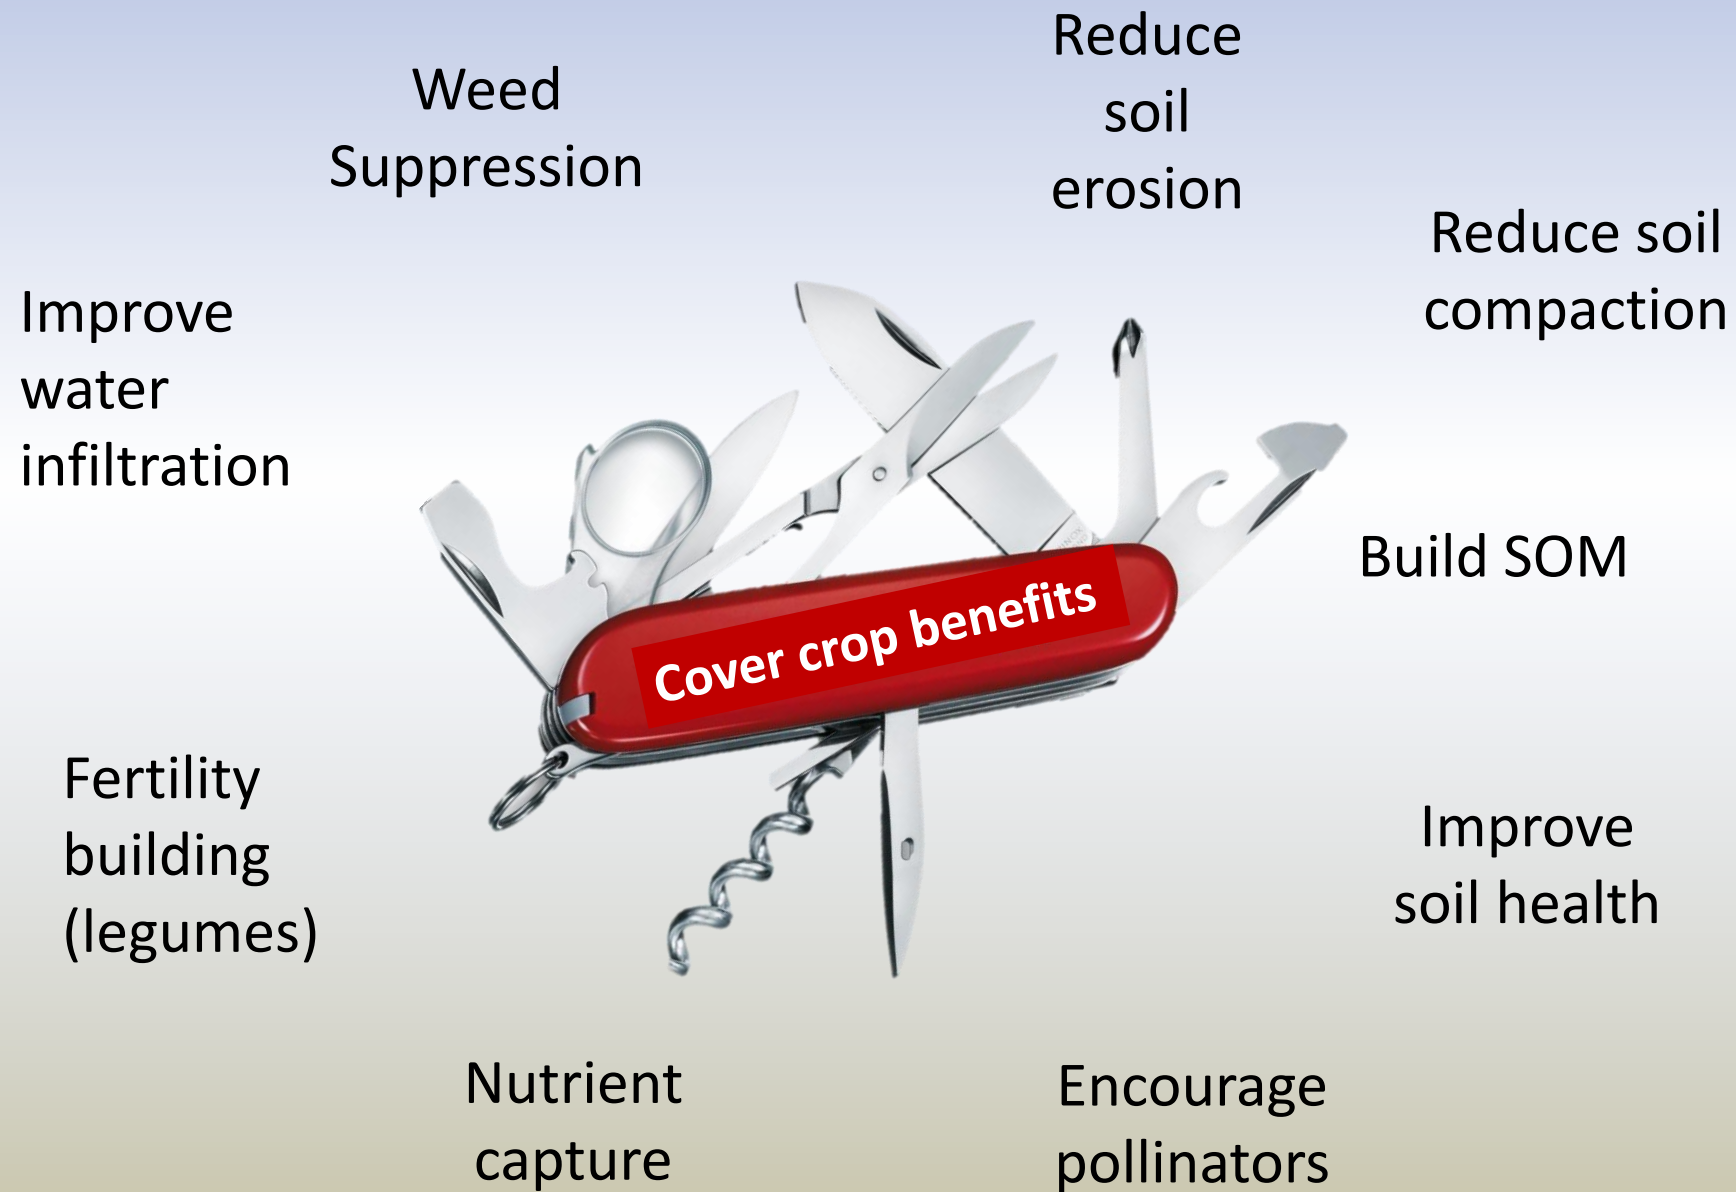 Weed
Suppression
Reduce
soil
erosion
Reduce soil
compaction
Improve
water
infiltration
Build SOM
Cover crop benefits
Fertility
building
(legumes)
Improve
soil health
Nutrient
capture
Encourage
pollinators